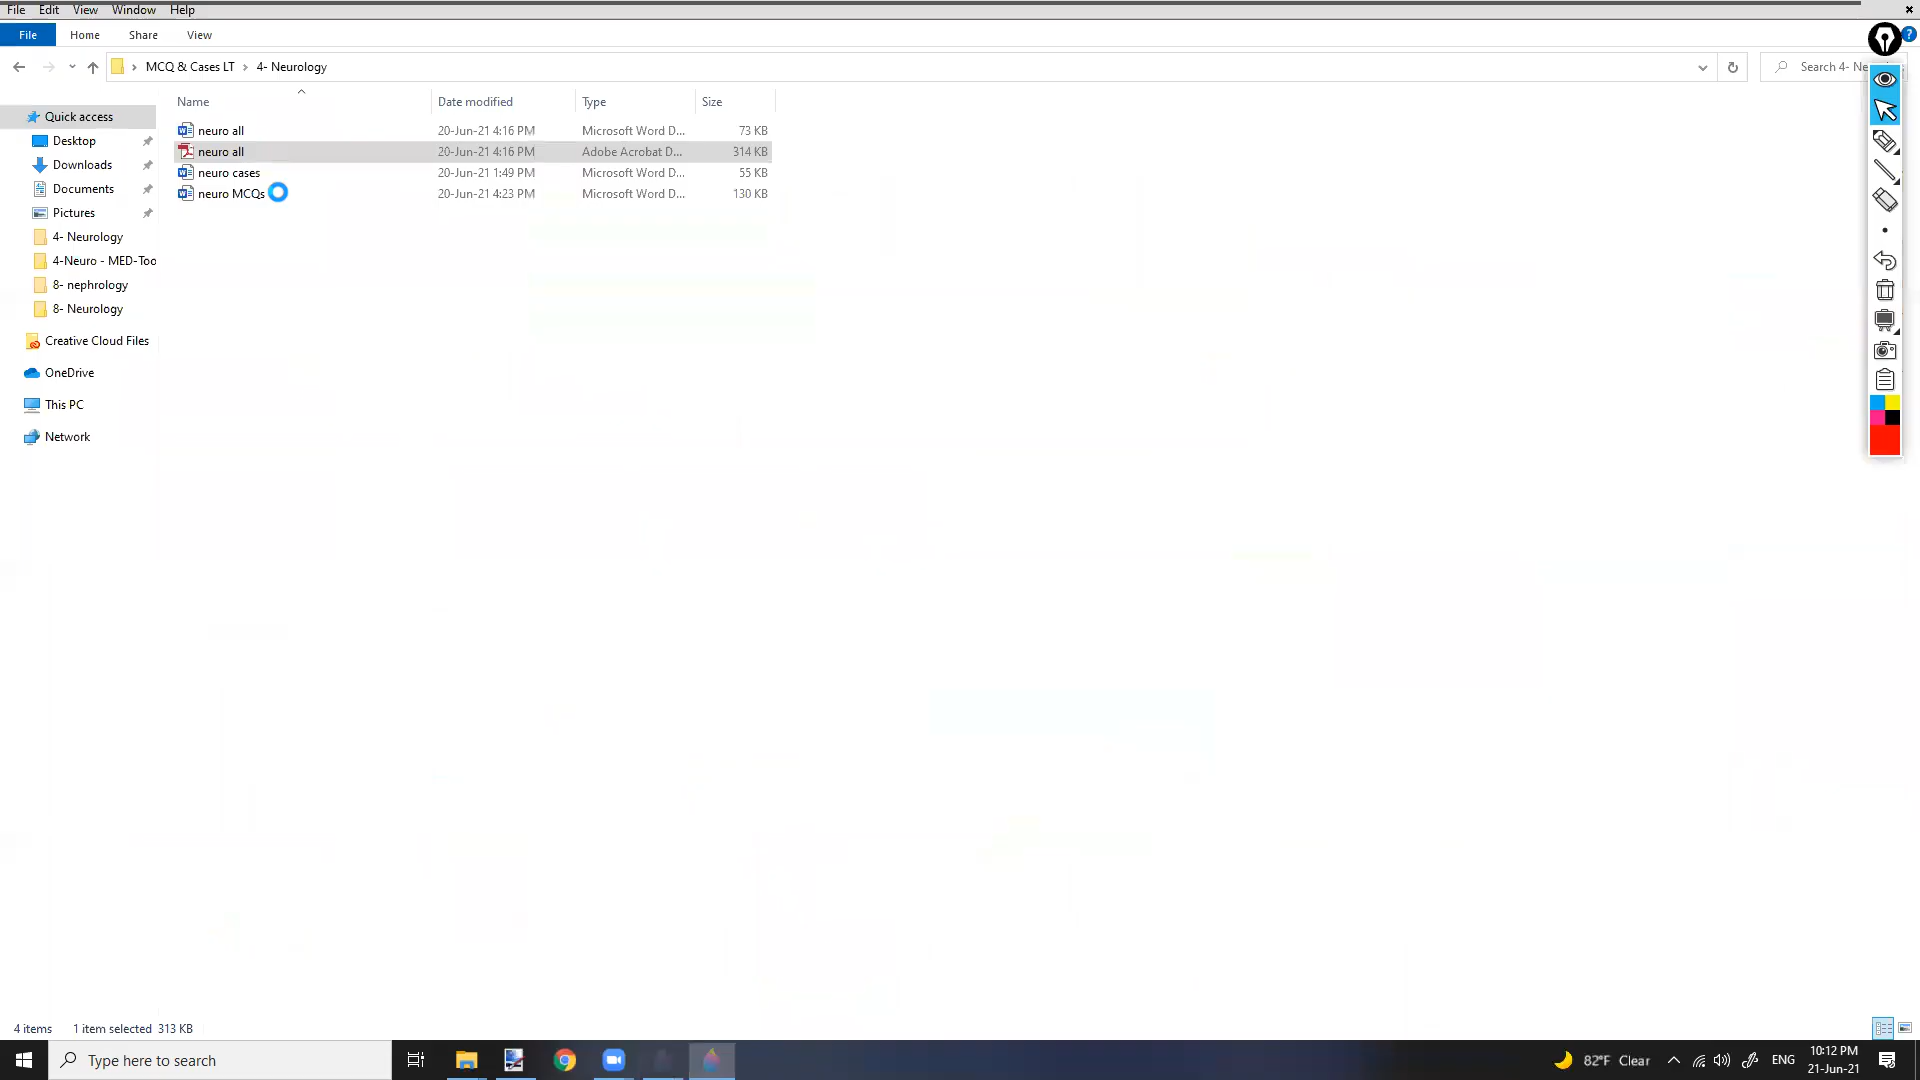 File Edit View Window Help
File Home Share View
MCQ & Cases LT 4- Neurology
Search 4- Ne
Name Date modified Type Size
neuro all 20-Jun-21 4:16 PM Microsoft Word D... 73 KB
neuro all 20-Jun-21 4:16 PM Adobe Acrobat D... 314 KB
neuro cases 20-Jun-21 1:49 PM Microsoft Word D... 55 KB
neuro MCQs 20-Jun-21 4:23 PM Microsoft Word D... 130 KB
Quick access
Desktop
Downloads
Documents
Pictures
4- Neurology
4-Neuro - MED-Too
8- nephrology
8- Neurology
Creative Cloud Files
OneDrive
This PC
Network
4 items 1 item selected 313 KB
Type here to search
82°F Clear
ENG
10:12 PM
21-Jun-21